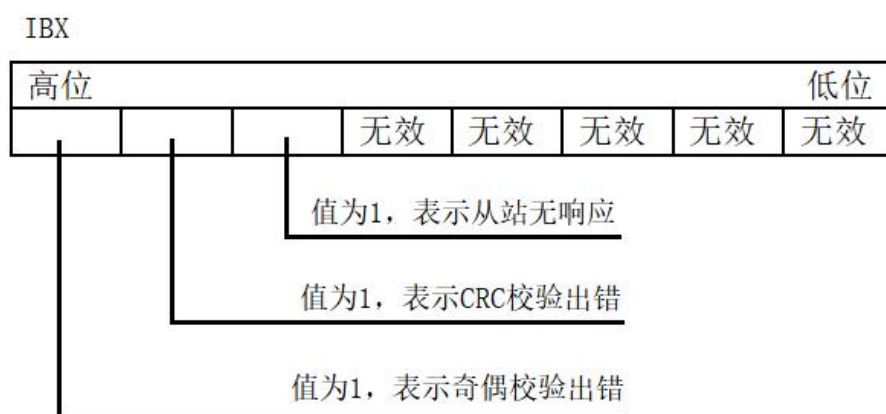 IBX
高位 低位
无效 无效 无效 无效 无效
值为1，表示从站无响应
值为1，表示CRC校验出错
值为1，表示奇偶校验出错